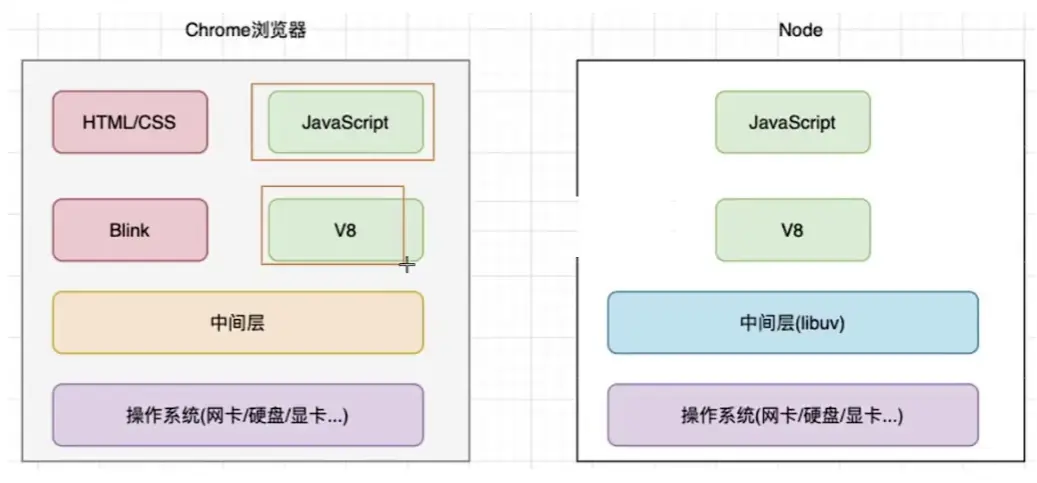 Chrome浏览器
HTML/CSS
JavaScript
Blink
V8
中间层
操作系统(网卡/硬盘/显卡...)
Node
JavaScript
V8
中间层(libuv)
操作系统(网卡/硬盘/显卡...)